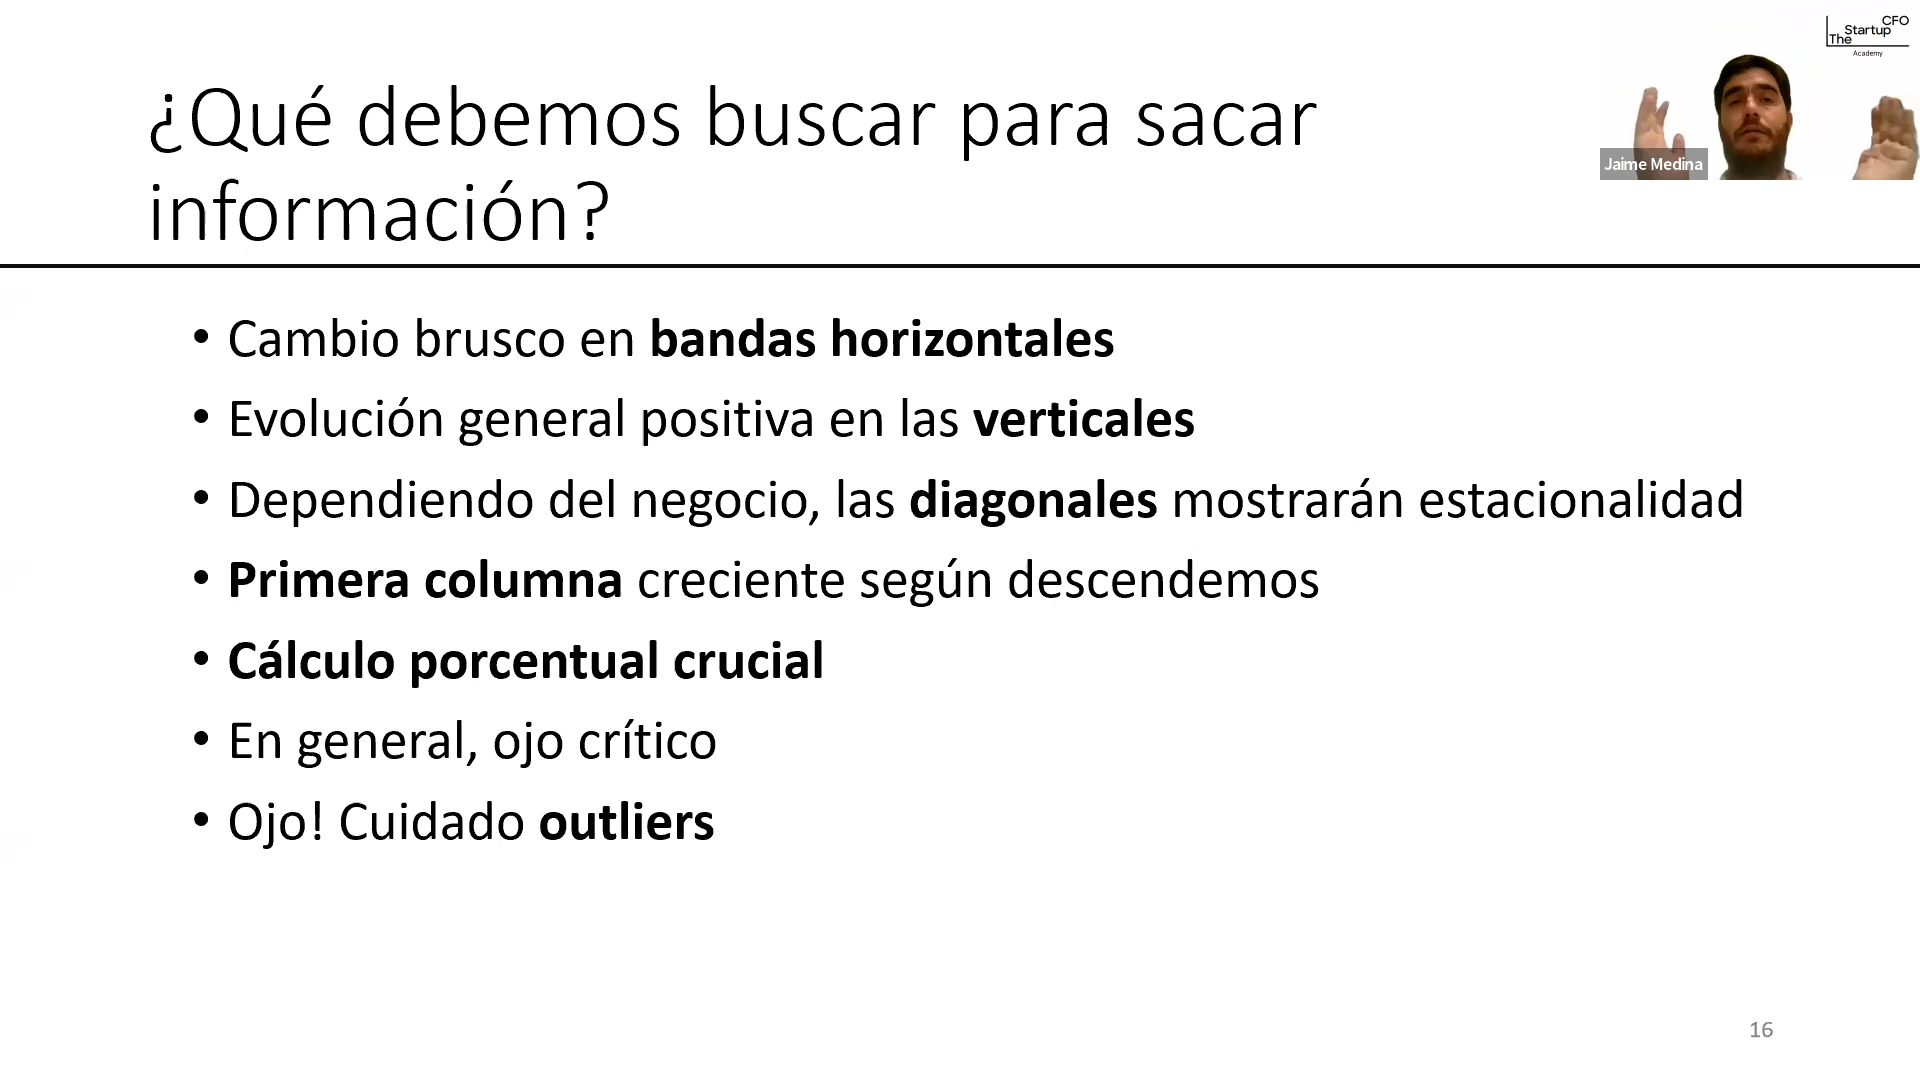 ¿Qué debemos buscar para sacar
información?
The Startup CFO
Academy
Jaime Medina
• Cambio brusco en bandas horizontales
• Evolución general positiva en las verticales
• Dependiendo del negocio, las diagonales mostrarán estacionalidad
• Primera columna creciente según descendemos
• Cálculo porcentual crucial
• En general, ojo crítico
• Ojo! Cuidado outliers
16